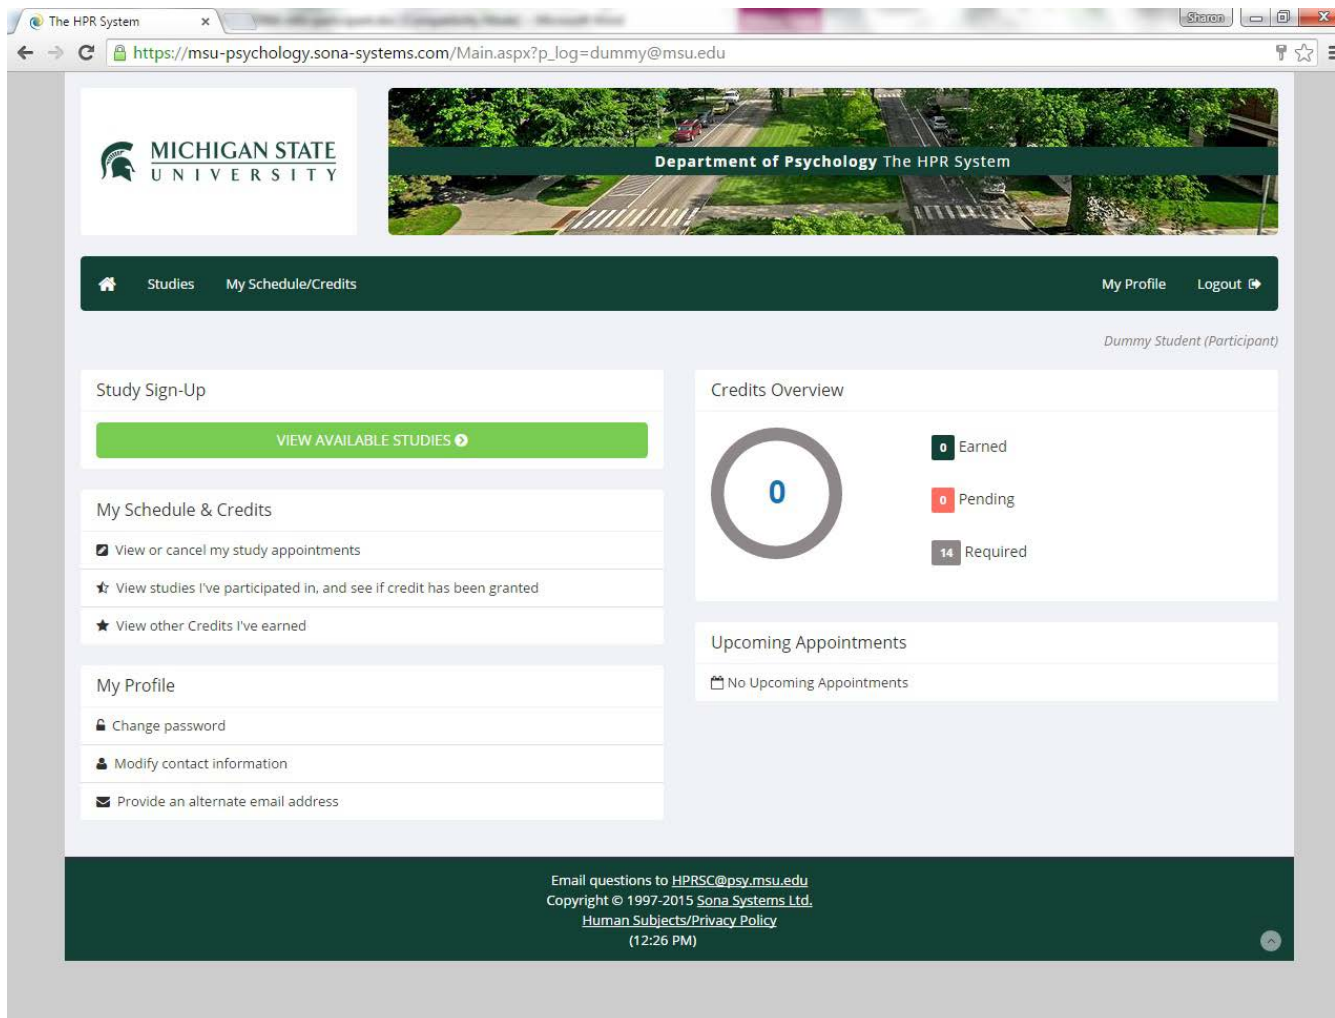 The HPR System
Sharon
https://msu-psychology.sona-systems.com/Main.aspx?p_log=dummy@msu.edu
MICHIGAN STATE
UNIVERSITY
Department of Psychology The HPR System
Studies My Schedule/Credits My Profile Logout
Dummy Student (Participant)
Study Sign-Up
VIEW AVAILABLE STUDIES
My Schedule & Credits
View or cancel my study appointments
View studies I've participated in, and see if credit has been granted
View other Credits I've earned
My Profile
Change password
Modify contact information
Provide an alternate email address
Credits Overview
0
0 Earned
0 Pending
14 Required
Upcoming Appointments
No Upcoming Appointments
Email questions to HPRSC@psy.msu.edu
Copyright © 1997-2015 Sona Systems Ltd.
Human Subjects/Privacy Policy
(12:26 PM)